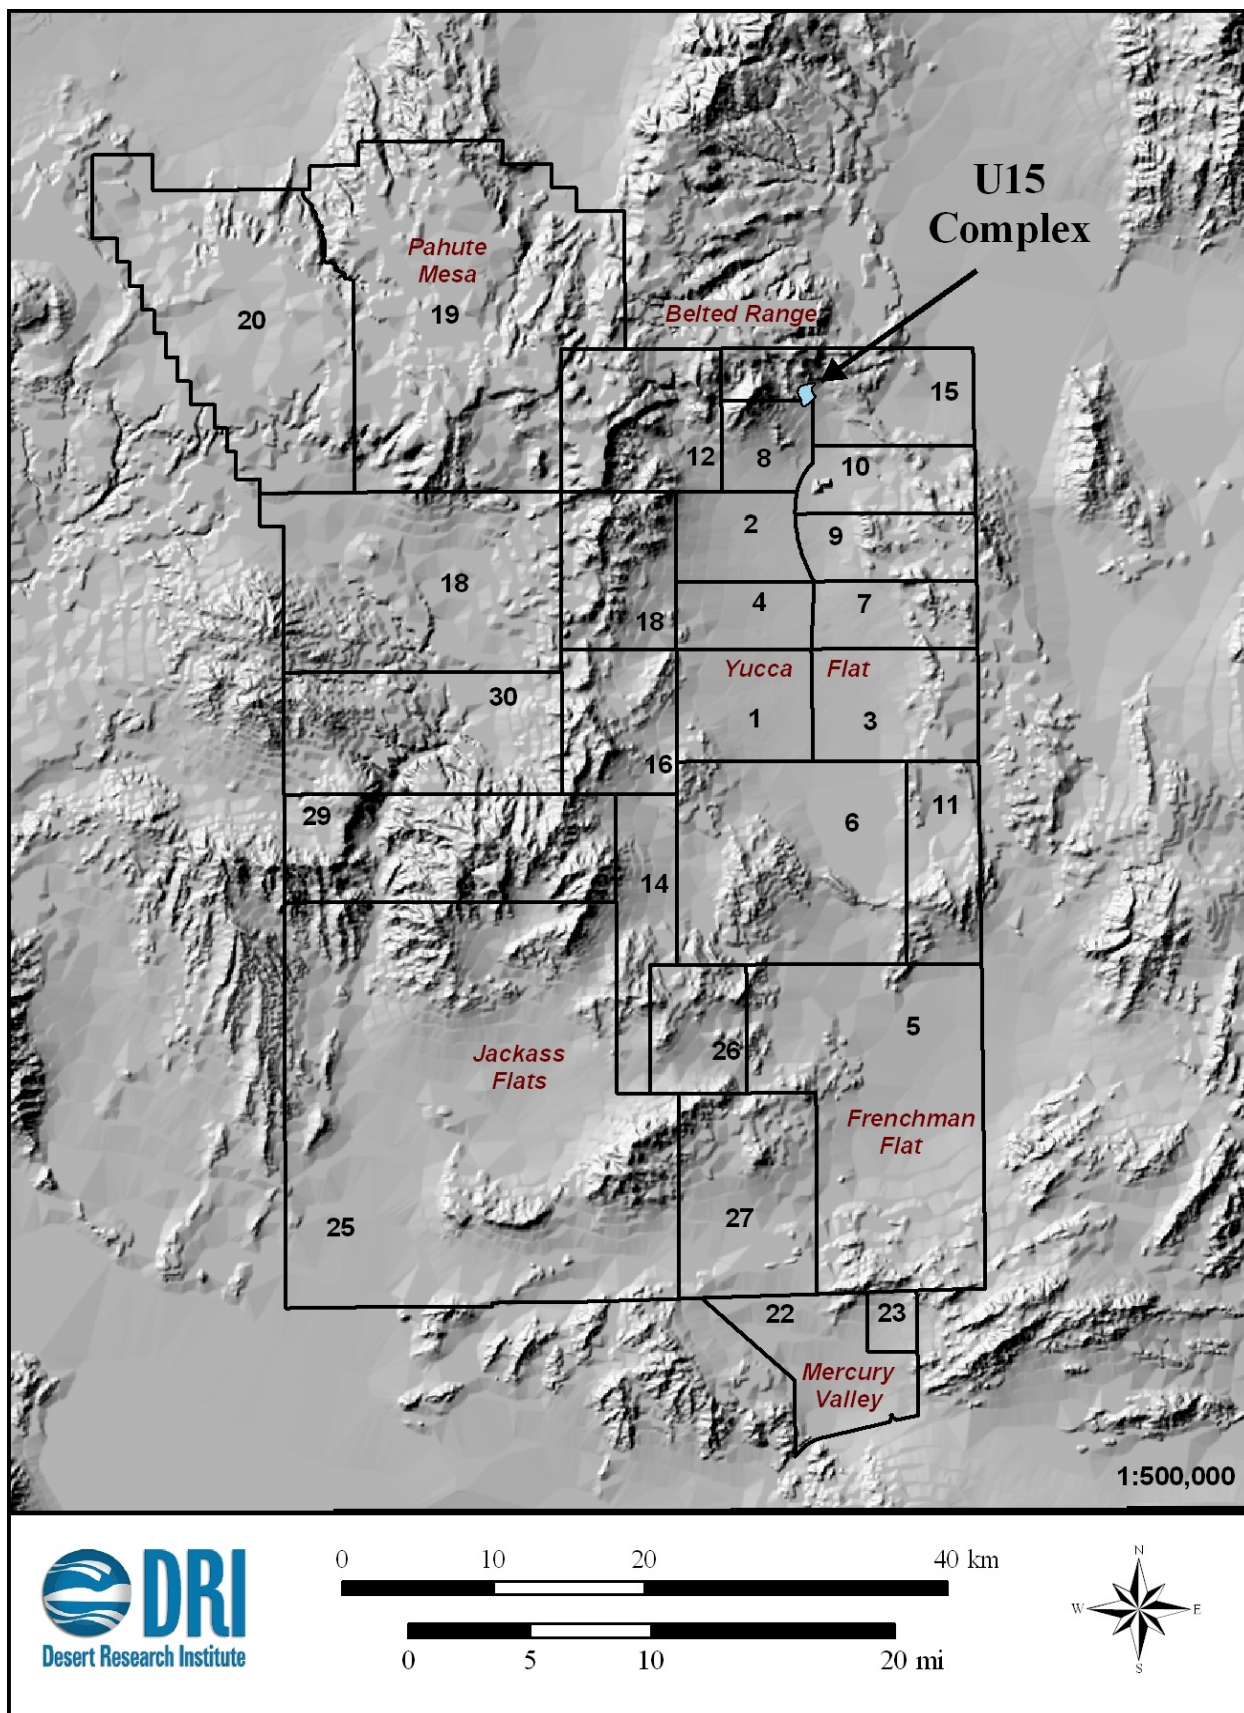 U15
Complex
Pahute
Mesa
20
19
Belted Range
15
12
8
10
2
9
18
18
4
7
Yucca Flat
30
1
3
16
29
6
11
14
5
26
Jackass
Flats
Frenchman
Flat
25
27
22
23
Mercury
Valley
1:500,000
DRI
Desert Research Institute
0 10 20 40 km
0 5 10 20 mi
N
W E
S